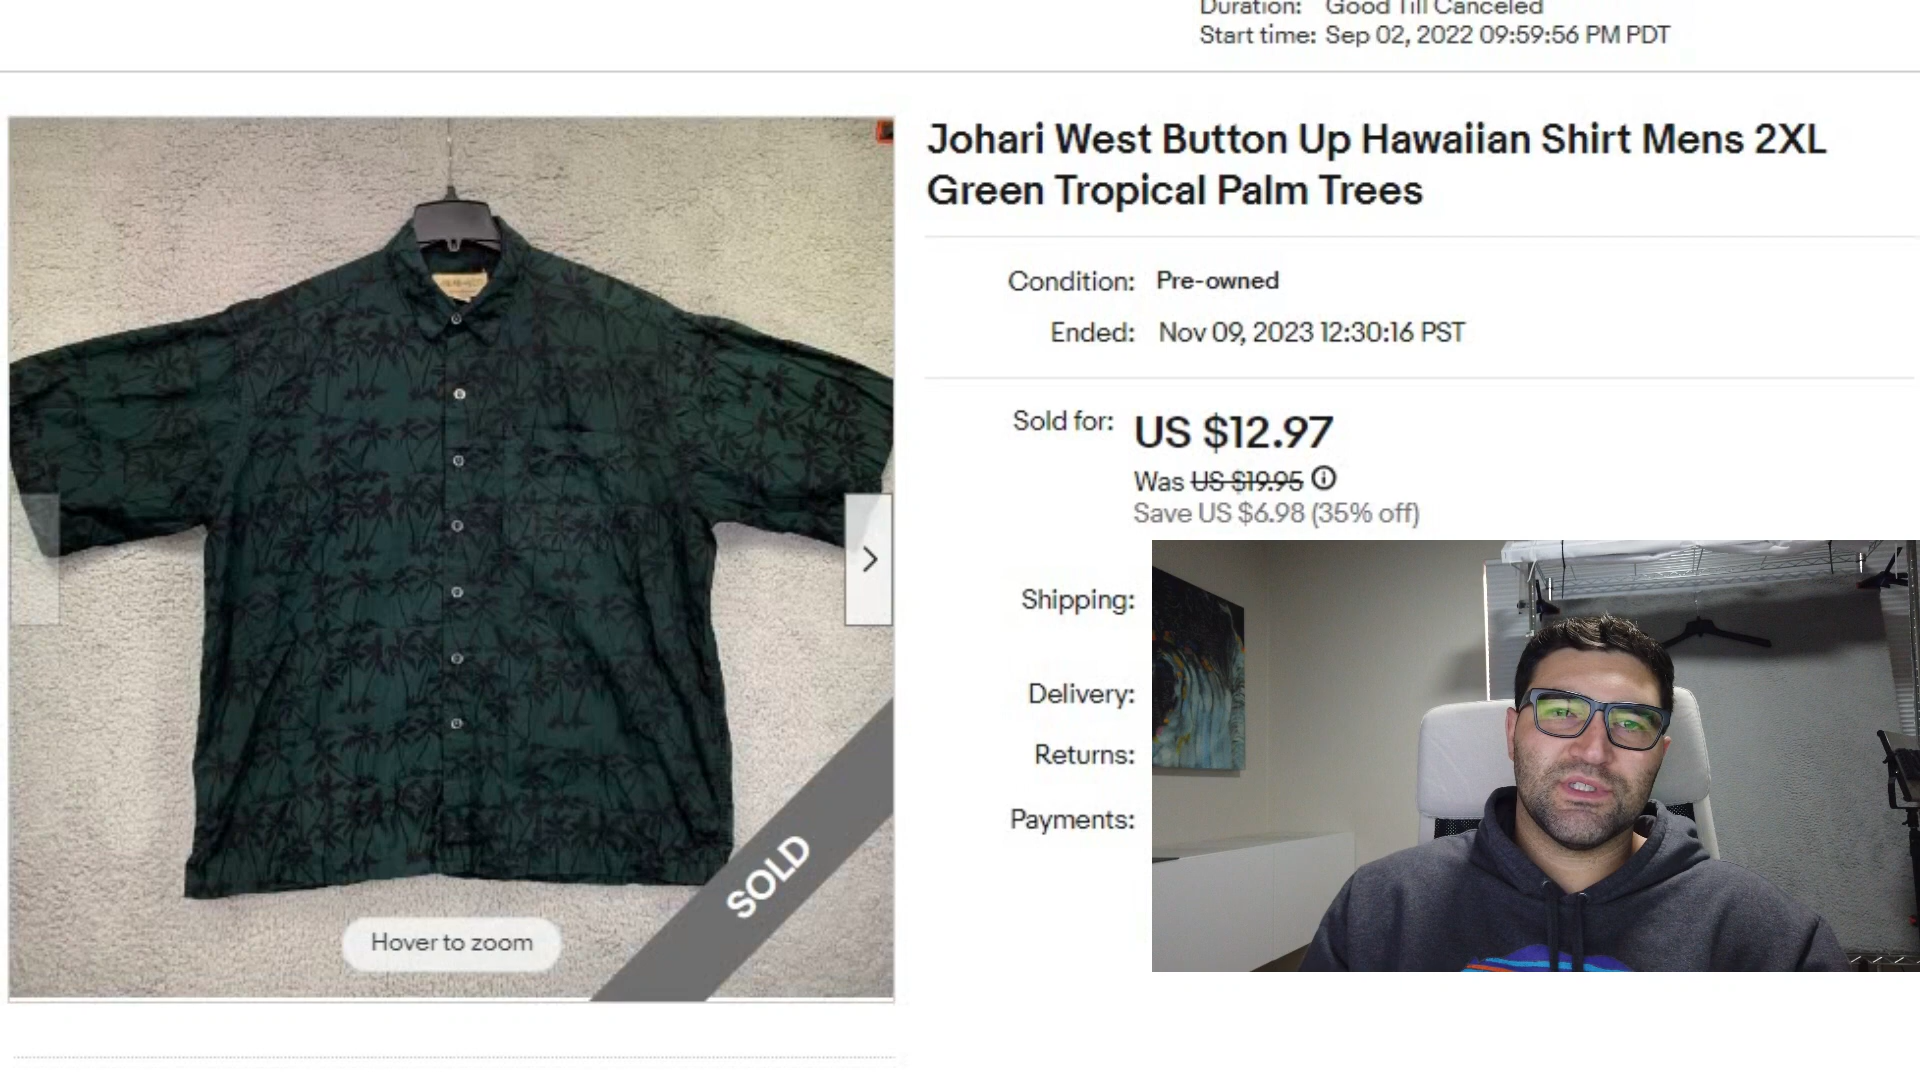 Duration: Good Till Canceled
Start time: Sep 02, 2022 09:59:56 PM PDT
Johari West Button Up Hawaiian Shirt Mens 2XL
Green Tropical Palm Trees
Condition: Pre-owned
Ended: Nov 09, 2023 12:30:16 PST
Sold for: US $12.97
Was US $19.95
Save US $6.98 (35% off)
Shipping:
Delivery:
Returns:
Payments:
SOLD
Hover to zoom